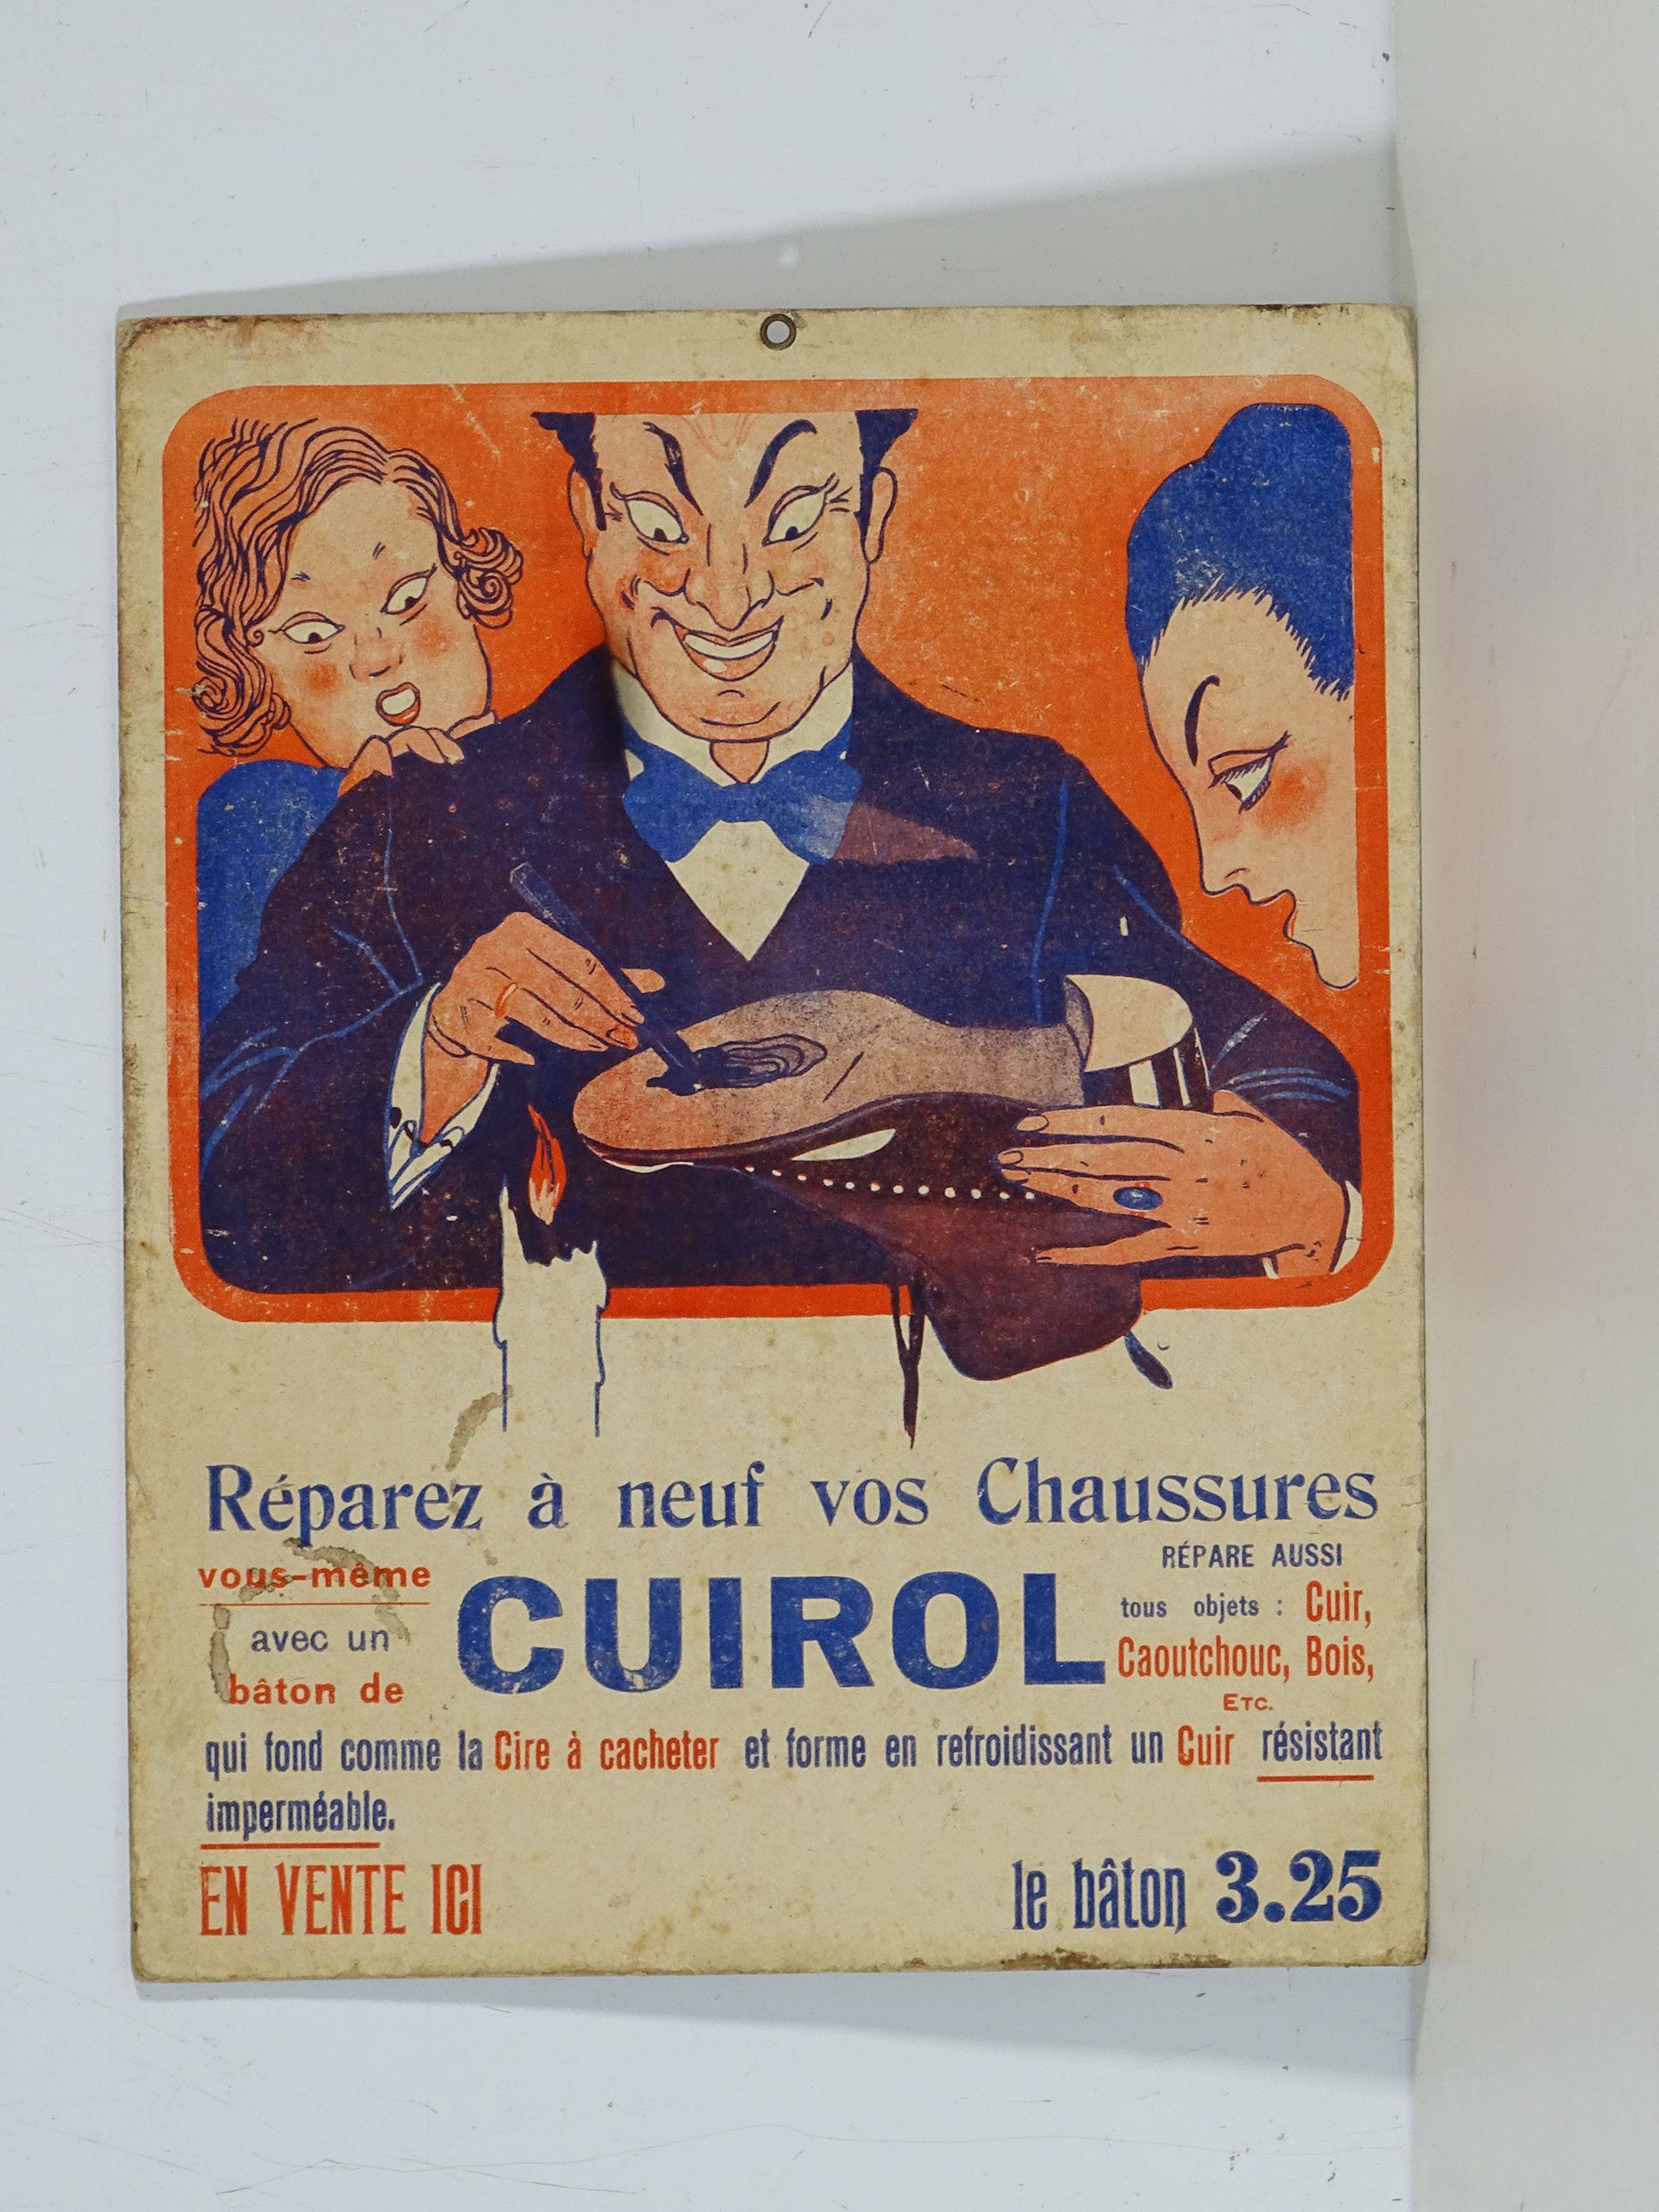 Réparez à neuf vos Chaussures
vous-même
avec un
bâton de
CUIROL
RÉPARE AUSSI
tous objets : Cuir,
Caoutchouc, Bois,
ETC.
qui fond comme la Cire à cacheter et forme en refroidissant un Cuir résistant
imperméable.
EN VENTE ICI
le bâton 3.25